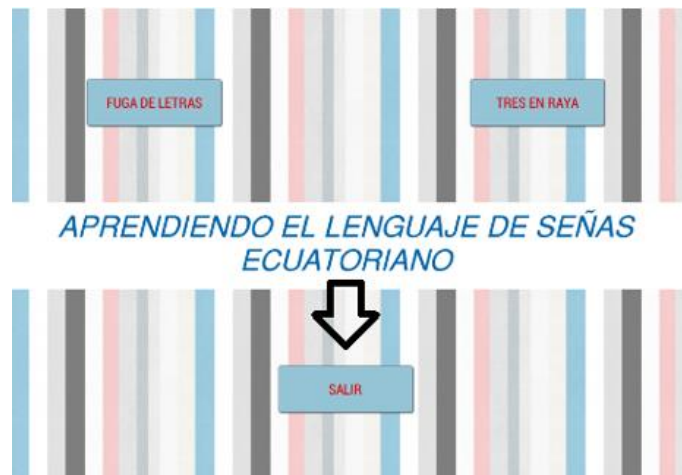 FUGA DE LETRAS
TRES EN RAYA
APRENDIENDO EL LENGUAJE DE SEÑAS
ECUATORIANO
SALIR